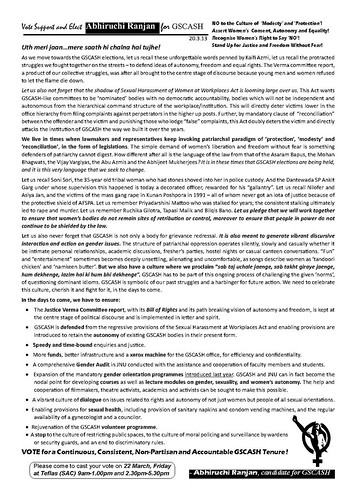 Vote Support and Elect Abhiruchi Ranjan for GSCASH
20.3.13
NO to the Culture of 'Modesty' and 'Protection'!
Assert Women's Consent, Autonomy and Equality!
Recognise Women's Right to Say 'NO'!
Stand Up for Justice and Freedom Without Fear!
Uth meri jaan...mere saath hi chalna hai tujhe!
As we move towards the GSCASH elections, let us recall these unforgettable words penned by Kaifi Azmi, let us recall the protracted
struggles we fought together on the streets – to defend ideas of autonomy, freedom and equal rights. The Verma committee report,
a product of our collective struggles, was after all brought to the centre stage of discourse because young men and women refused
to let the flame die down.
Let us also not forget that the shadow of Sexual Harassment of Women at Workplaces Act is looming large over us. This Act wants
GSCASH-like committees to be 'nominated' bodies with no democratic accountability, bodies which will not be independent and
autonomous from the hierarchical command structure of the workplace/institution. This will directly deter victims lower in the
office hierarchy from filing complaints against perpetrators in the higher up posts. Further, by mandatory clause of "reconciliation"
between the offender and the victim and punishing those who lodge "false" complaints, this Act doubly deters the victim and directly
attacks the institution of GSCASH the way we built it over the years.
We live in times when lawmakers and representatives keep invoking patriarchal paradigms of 'protection', 'modesty' and
'reconciliation', in the form of legislations. The simple demand of women's liberation and freedom without fear is something
defenders of patriarchy cannot digest. How different after all is the language of the law from that of the Asaram Bapus, the Mohan
Bhagwats, the Vijay Vargiyas, the Abu Azmis and the Abhijeet Mukherjees? It is in these times that GSCASH elections are being held,
and it is this very language that we seek to change.
Let us recall Soni Sori, the 35-year old tribal woman who had stones shoved into her in police custody. And the Dantewada SP Ankit
Garg under whose supervision this happened is today a decorated officer; rewarded for his "gallantry". Let us recall Nilofer and
Asiya Jan, and the victims of the mass gang rape in Kunan Poshpora in 1991 – all of whom never got an iota of justice because of
the protective shield of AFSPA. Let us remember Priyadarshini Mattoo who was stalked for years; the consistent stalking ultimately
led to rape and murder. Let us remember Ruchika Girhotra, Tapasi Malik and Bilqis Bano. Let us pledge that we will work together
to ensure that women's bodies do not remain sites of retribution or control, moreover to ensure that people in power do not
continue to be shielded by the law.
Let us also never forget that GSCASH is not only a body for grievance redressal. It is also meant to generate vibrant discursive
interaction and action on gender issues. The structure of patriarchal oppression operates silently, slowly and casually whether it
be intimate personal relationships, academic discussions, fresher's parties, hostel nights or casual canteen conversations. "Fun"
and "entertainment" sometimes becomes deeply unsettling, alienating and uncomfortable, as songs describe women as 'tandoori
chicken' and 'namkeen butter'. But we also have a culture where we proclaim "sab taj uchale jaenge, sab takht giraye jaenge,
hum dekhenge, lazim hai ki hum bhi dekhenge". GSCASH has to be part of this ongoing process of challenging the given 'norms',
of questioning dominant idioms. GSCASH is symbolic of our past struggles and a harbinger for future action. We need to celebrate
this culture, cherish it and fight for it, in the days to come.
In the days to come, we have to ensure:
• The Justice Verma Committee report, with its Bill of Rights and its path breaking vision of autonomy and freedom, is kept at
the centre stage of political discourse and is implemented in letter and spirit.
• GSCASH is defended from the regressive provisions of the Sexual Harassment at Workplaces Act and enabling provisions are
introduced to retain the autonomy of existing GSCASH bodies in their present form.
• Speedy and time-bound enquiries and justice.
• More funds, better infrastructure and a xerox machine for the GSCASH office, for efficiency and confidentiality.
• A comprehensive Gender Audit in JNU conducted with the assistance and cooperation of faculty members and students.
• Expansion of the mandatory gender orientation programmes introduced last year. GSCASH and JNU can in fact become the
nodal point for developing courses as well as lecture modules on gender, sexuality, and women's autonomy. The help and
cooperation of filmmakers, theatre activists, academics and activists can be sought to make this possible.
• A vibrant culture of dialogue on issues related to rights and autonomy of not just women but people of all sexual orientations.
• Enabling provisions for sexual health, including provision of sanitary napkins and condom vending machines, and the regular
availability of a gynecologist and a counsilor.
• Rejuvenation of the GSCASH volunteer programme.
• A stop to the culture of restricting public spaces, to the culture of moral policing and surveillance by wardens
or security guards, and an end to discriminatory rules.
VOTE for a Continuous, Consistent, Non-Partisan and Accountable GSCASH Tenure!
Please come to cast your vote on 22 March, Friday
at Teflas (SAC) 9am-1.00pm and 2.30pm-5.30pm
- Abhiruchi Ranjan, candidate for GSCASH